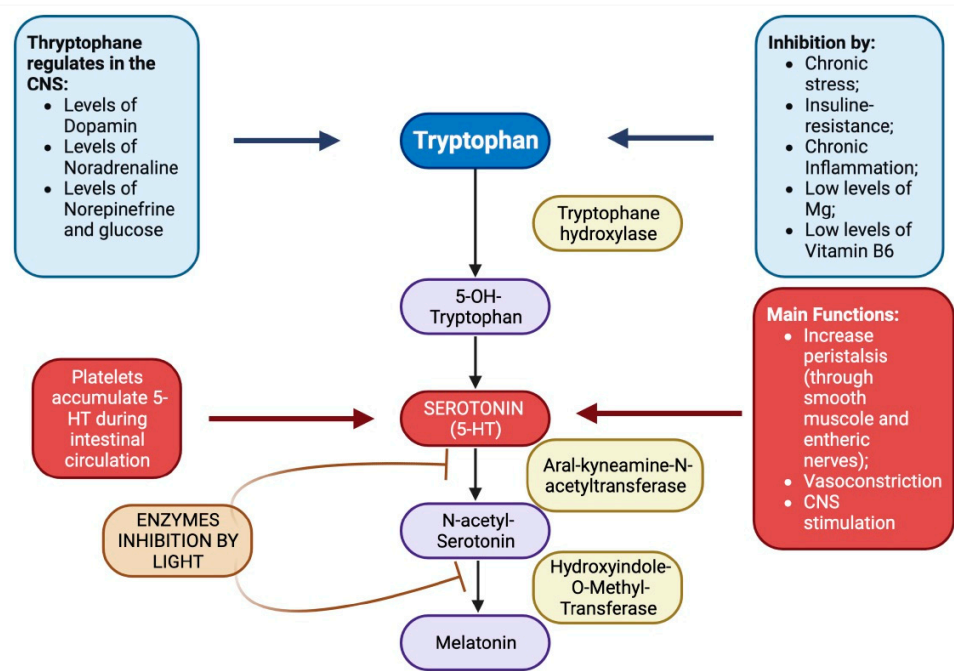 Thryptophane
regulates in the
CNS:
• Levels of
Dopamin
• Levels of
Noradrenaline
• Levels of
Norepinefrine
and glucose
Tryptophan
Inhibition by:
• Chronic
stress;
• Insuline-
resistance;
• Chronic
Inflammation;
• Low levels of
Mg;
• Low levels of
Vitamin B6
Tryptophane
hydroxylase
5-OH-
Tryptophan
Main Functions:
• Increase
peristalsis
(through
smooth
muscole and
entheric
nerves);
• Vasoconstriction
• CNS
stimulation
Platelets
accumulate 5-
HT during
intestinal
circulation
SEROTONIN
(5-HT)
Aral-kyneamine-N-
acetyltransferase
ENZYMES
INHIBITION BY
LIGHT
N-acetyl-
Serotonin
Hydroxyindole-
O-Methyl-
Transferase
Melatonin